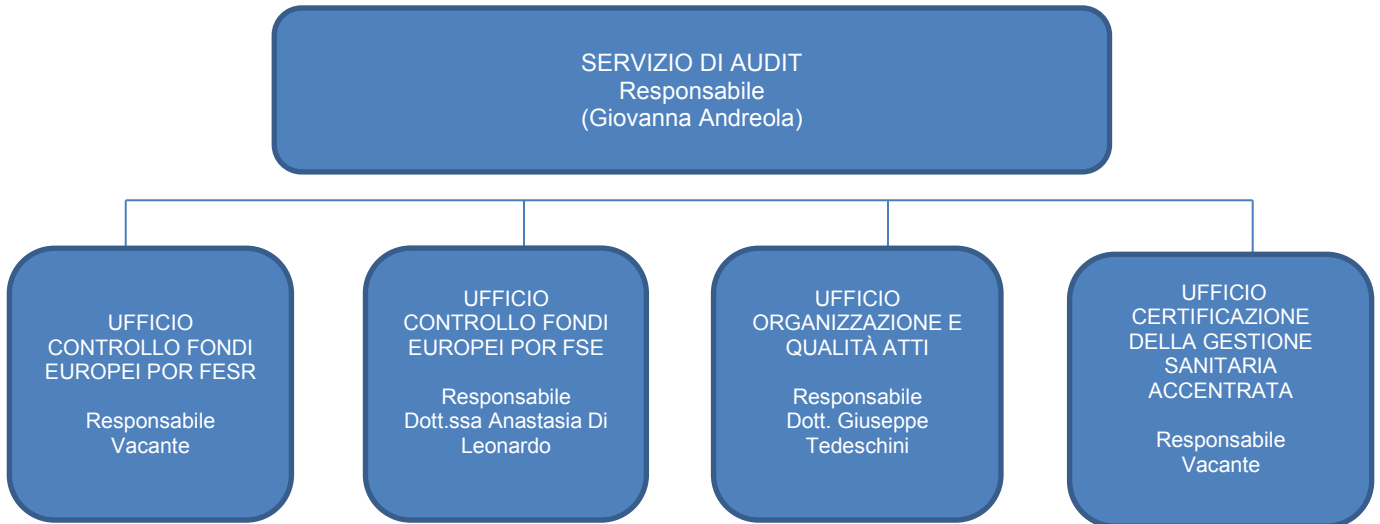 SERVIZIO DI AUDIT
Responsabile
(Giovanna Andreola)
UFFICIO
CONTROLLO FONDI
EUROPEI POR FESR
Responsabile
Vacante
UFFICIO
CONTROLLO FONDI
EUROPEI POR FSE
Responsabile
Dott.ssa Anastasia Di
Leonardo
UFFICIO
ORGANIZZAZIONE E
QUALITÀ ATTI
Responsabile
Dott. Giuseppe
Tedeschini
UFFICIO
CERTIFICAZIONE
DELLA GESTIONE
SANITARIA
ACCENTRATA
Responsabile
Vacante